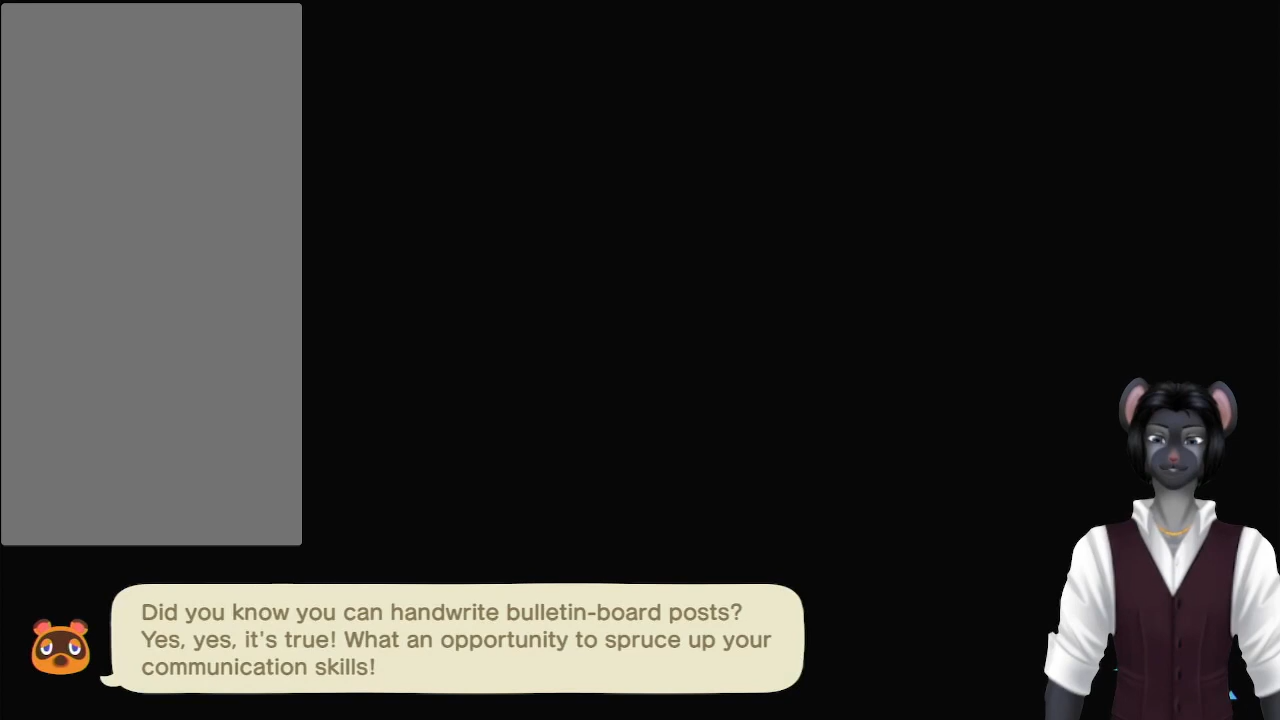 Did you know you can handwrite bulletin-board posts?
Yes, yes, it's true! What an opportunity to spruce up your
communication skills!